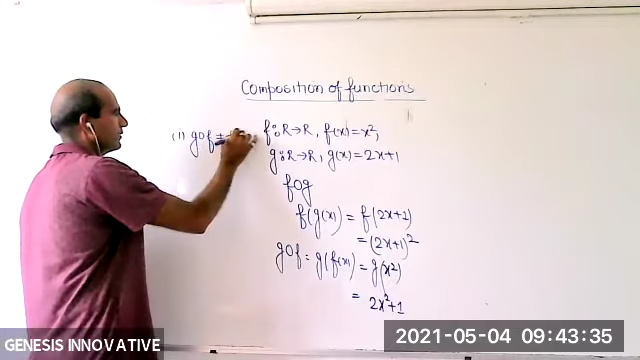 Composition of functions
(1) gof f: R→R, f(x) = x²,
g: R→R, g(x) = 2x+1
fog
f(g(x)) = f(2x+1)
= (2x+1)²
gof = g(f(x)) = g(x²)
= 2x²+1
GENESIS INNOVATIVE
2021-05-04 09:43:35